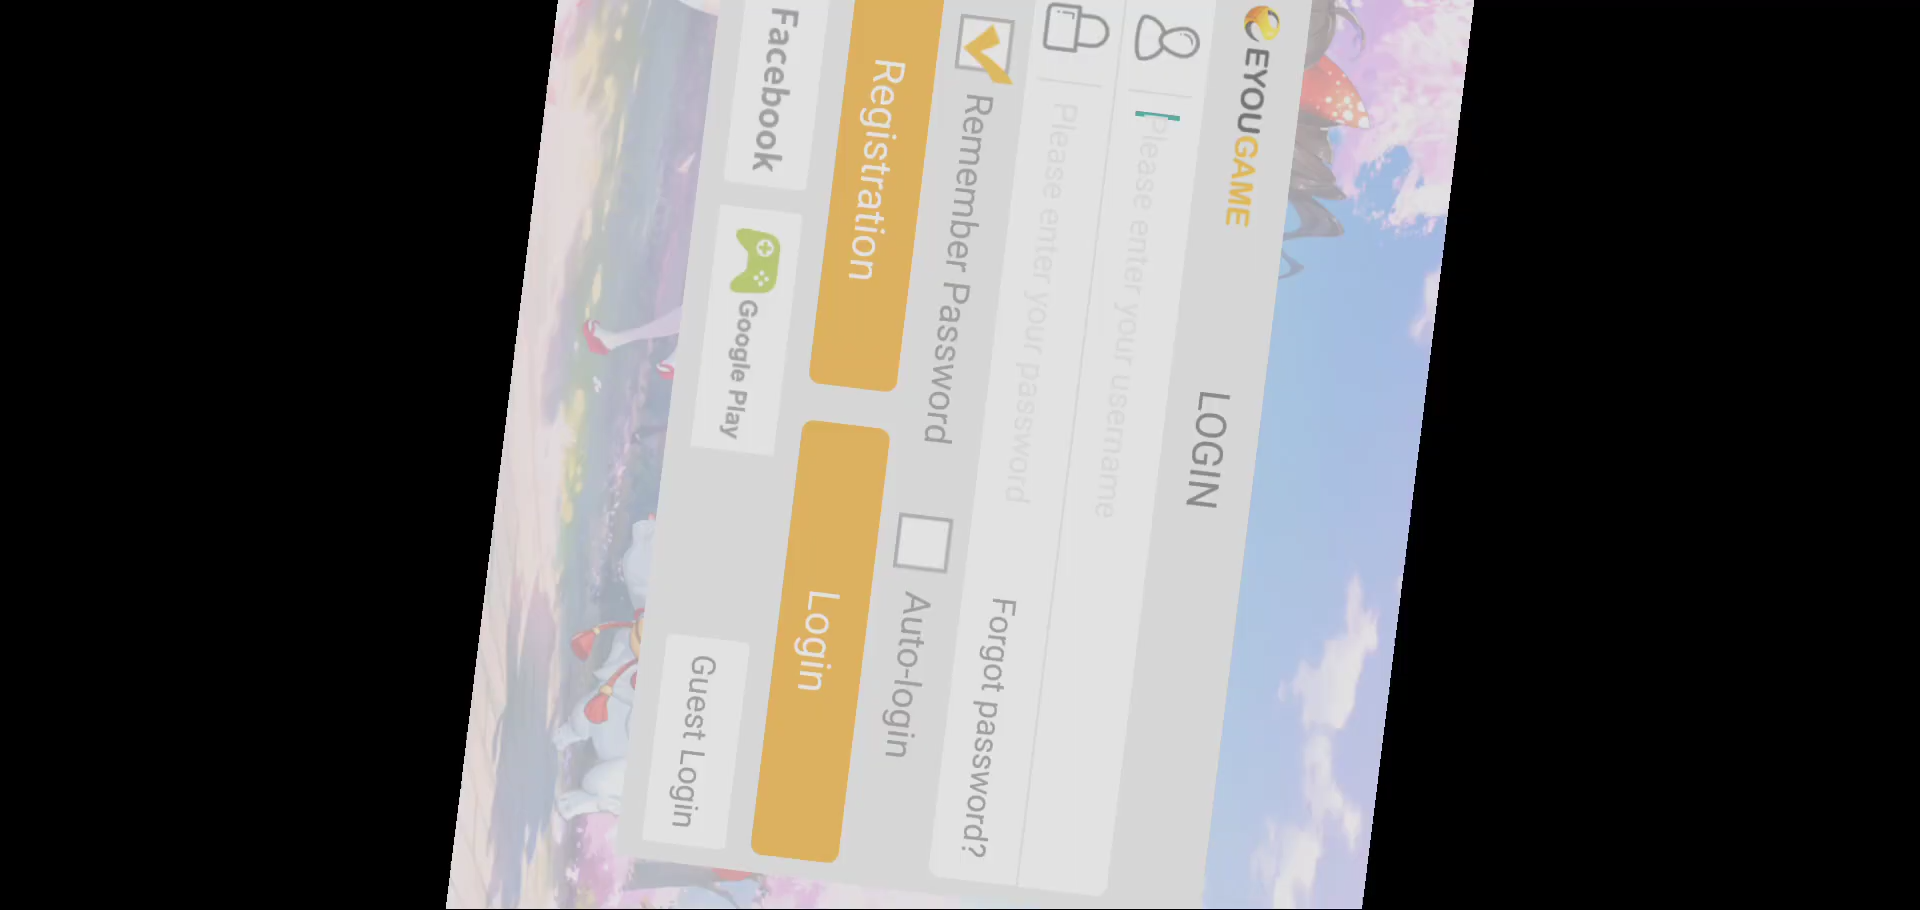 EYOUGAME
LOGIN
Please enter your username
Please enter your password
Forgot password?
Remember Password
Auto-login
Registration
Login
Facebook
Google Play
Guest Login